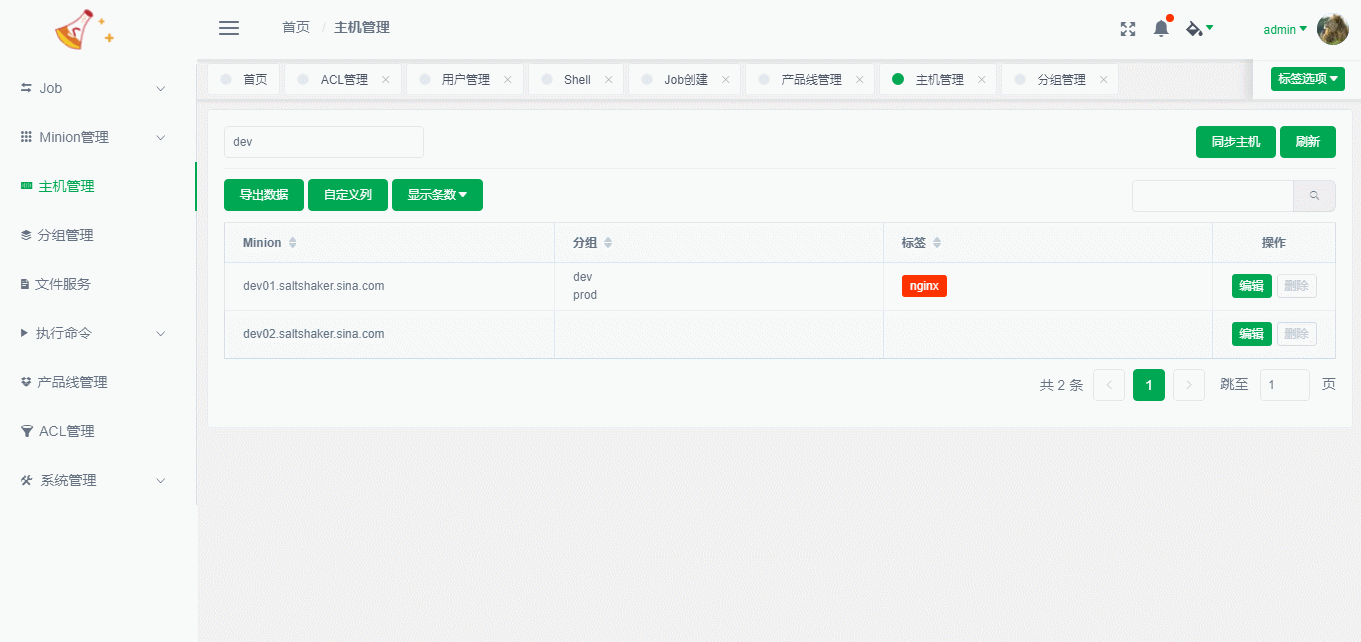 首页 / 主机管理
admin
Job
Minion管理
主机管理
分组管理
文件服务
执行命令
产品线管理
ACL管理
系统管理
首页 ACL管理 用户管理 Shell Job创建 产品线管理 主机管理 分组管理 标签选项
dev 同步主机 刷新
导出数据 自定义列 显示条数
Minion 分组 标签 操作
dev01.saltshaker.sina.com dev nginx 编辑 删除
prod
dev02.saltshaker.sina.com 编辑 删除
共 2 条 1 跳至 1 页